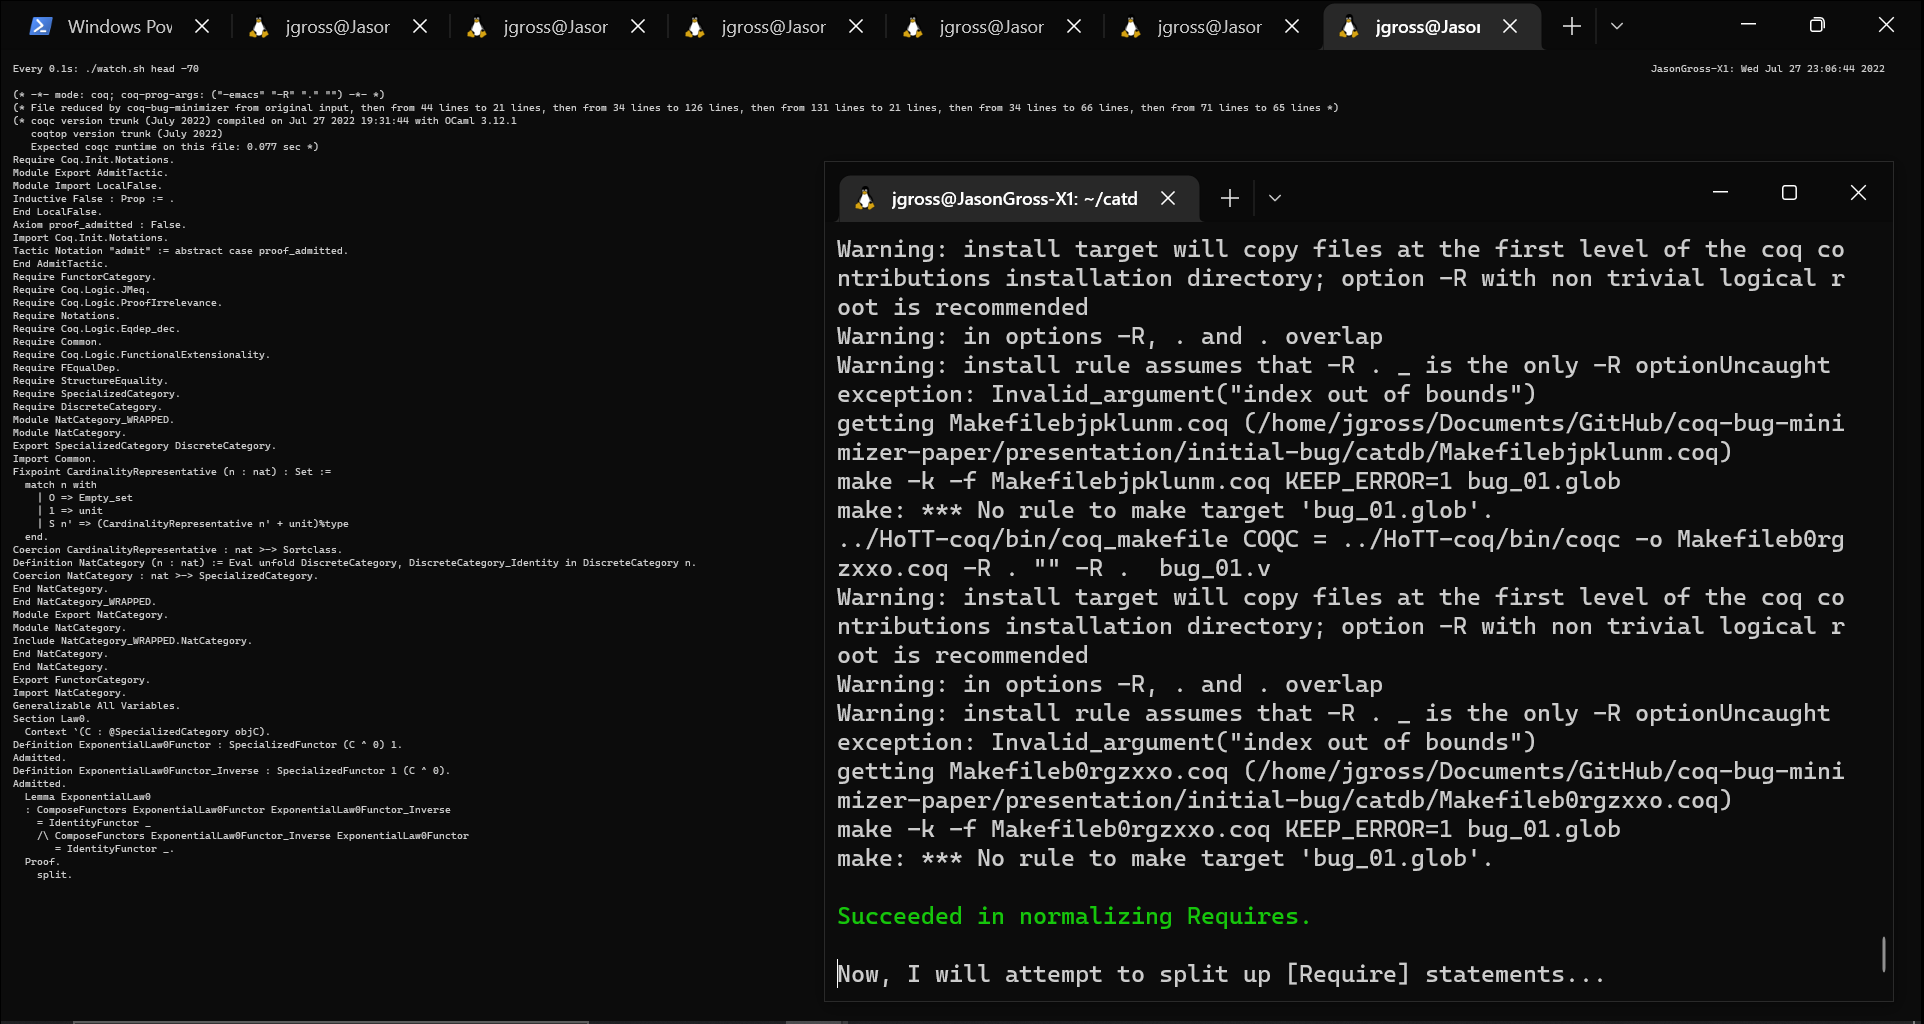 Windows Pov
jgross@Jasor
jgross@Jasor
jgross@Jasor
jgross@Jasor
jgross@Jasor
jgross@Jasor
Every 0.1s: ./watch.sh head -70
JasonGross-X1: Wed Jul 27 23:06:44 2022
(* -*- mode: coq; coq-prog-args: ("-emacs" "-R" "." "") -*- *)
(* File reduced by coq-bug-minimizer from original input, then from 44 lines to 21 lines, then from 34 lines to 126 lines, then from 131 lines to 21 lines, then from 34 lines to 66 lines, then from 71 lines to 65 lines *)
(* coqc version trunk (July 2022) compiled on Jul 27 2022 19:31:44 with OCaml 3.12.1
coqtop version trunk (July 2022)
Expected coqc runtime on this file: 0.077 sec *)
Require Coq.Init.Notations.
Module Export AdmitTactic.
Module Import LocalFalse.
Inductive False : Prop := .
End LocalFalse.
Axiom proof_admitted : False.
Import Coq.Init.Notations.
Tactic Notation "admit" := abstract case proof_admitted.
End AdmitTactic.
Require FunctorCategory.
Require Coq.Logic.JMeq.
Require Coq.Logic.ProofIrrelevance.
Require Notations.
Require Coq.Logic.Eqdep_dec.
Require Common.
Require Coq.Logic.FunctionalExtensionality.
Require FEqualDep.
Require StructureEquality.
Require SpecializedCategory.
Require DiscreteCategory.
Module NatCategory_WRAPPED.
Module NatCategory.
Export SpecializedCategory DiscreteCategory.
Import Common.
Fixpoint CardinalityRepresentative (n : nat) : Set :=
match n with
| O => Empty_set
| 1 => unit
| S n' => (CardinalityRepresentative n' + unit)%type
end.
Coercion CardinalityRepresentative : nat >-> Sortclass.
Definition NatCategory (n : nat) := Eval unfold DiscreteCategory, DiscreteCategory_Identity in DiscreteCategory n.
Coercion NatCategory : nat >-> SpecializedCategory.
End NatCategory.
End NatCategory_WRAPPED.
Module Export NatCategory.
Module NatCategory.
Include NatCategory_WRAPPED.NatCategory.
End NatCategory.
End NatCategory.
Export FunctorCategory.
Import NatCategory.
Generalizable All Variables.
Section Law0.
Context `(C : @SpecializedCategory objC).
Definition ExponentialLaw0Functor : SpecializedFunctor (C ^ 0) 1.
Admitted.
Definition ExponentialLaw0Functor_Inverse : SpecializedFunctor 1 (C ^ 0).
Admitted.
Lemma ExponentialLaw0
: ComposeFunctors ExponentialLaw0Functor ExponentialLaw0Functor_Inverse
= IdentityFunctor _
/\ ComposeFunctors ExponentialLaw0Functor_Inverse ExponentialLaw0Functor
= IdentityFunctor _.
Proof.
split.
jgross@JasonGross-X1: ~/catd
Warning: install target will copy files at the first level of the coq co
ntributions installation directory; option -R with non trivial logical r
oot is recommended
Warning: in options -R, . and . overlap
Warning: install rule assumes that -R . _ is the only -R optionUncaught
exception: Invalid_argument("index out of bounds")
getting Makefilebjpklunm.coq (/home/jgross/Documents/GitHub/coq-bug-mini
mizer-paper/presentation/initial-bug/catdb/Makefilebjpklunm.coq)
make -k -f Makefilebjpklunm.coq KEEP_ERROR=1 bug_01.glob
make: *** No rule to make target 'bug_01.glob'.
../HoTT-coq/bin/coq_makefile COQC = ../HoTT-coq/bin/coqc -o Makefileb0rg
zxxo.coq -R . "" -R .  bug_01.v
Warning: install target will copy files at the first level of the coq co
ntributions installation directory; option -R with non trivial logical r
oot is recommended
Warning: in options -R, . and . overlap
Warning: install rule assumes that -R . _ is the only -R optionUncaught
exception: Invalid_argument("index out of bounds")
getting Makefileb0rgzxxo.coq (/home/jgross/Documents/GitHub/coq-bug-mini
mizer-paper/presentation/initial-bug/catdb/Makefileb0rgzxxo.coq)
make -k -f Makefileb0rgzxxo.coq KEEP_ERROR=1 bug_01.glob
make: *** No rule to make target 'bug_01.glob'.
Succeeded in normalizing Requires.
Now, I will attempt to split up [Require] statements...